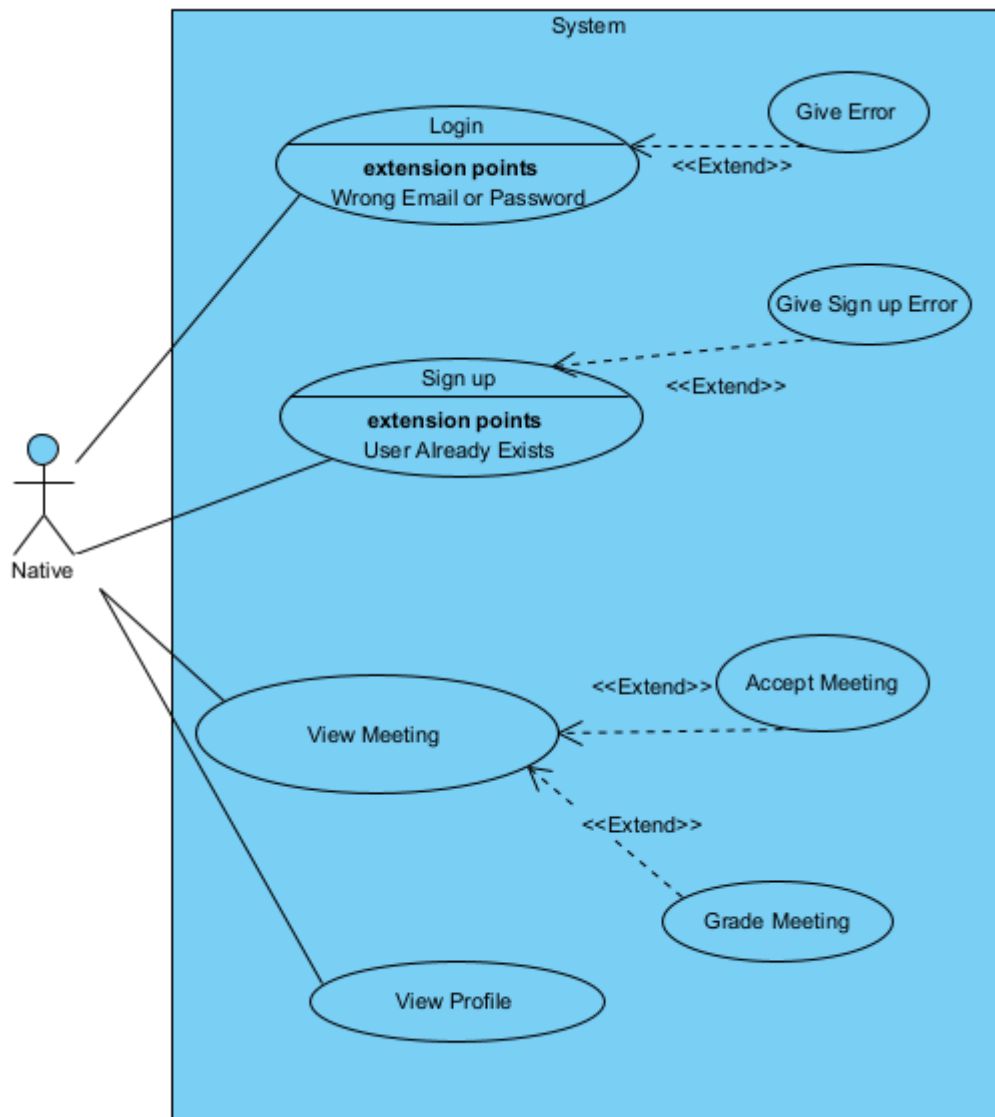 System
Login
extension points
Wrong Email or Password
Give Error
<<Extend>>
Give Sign up Error
<<Extend>>
Sign up
extension points
User Already Exists
Native
View Meeting
<<Extend>>
Accept Meeting
<<Extend>>
Grade Meeting
View Profile